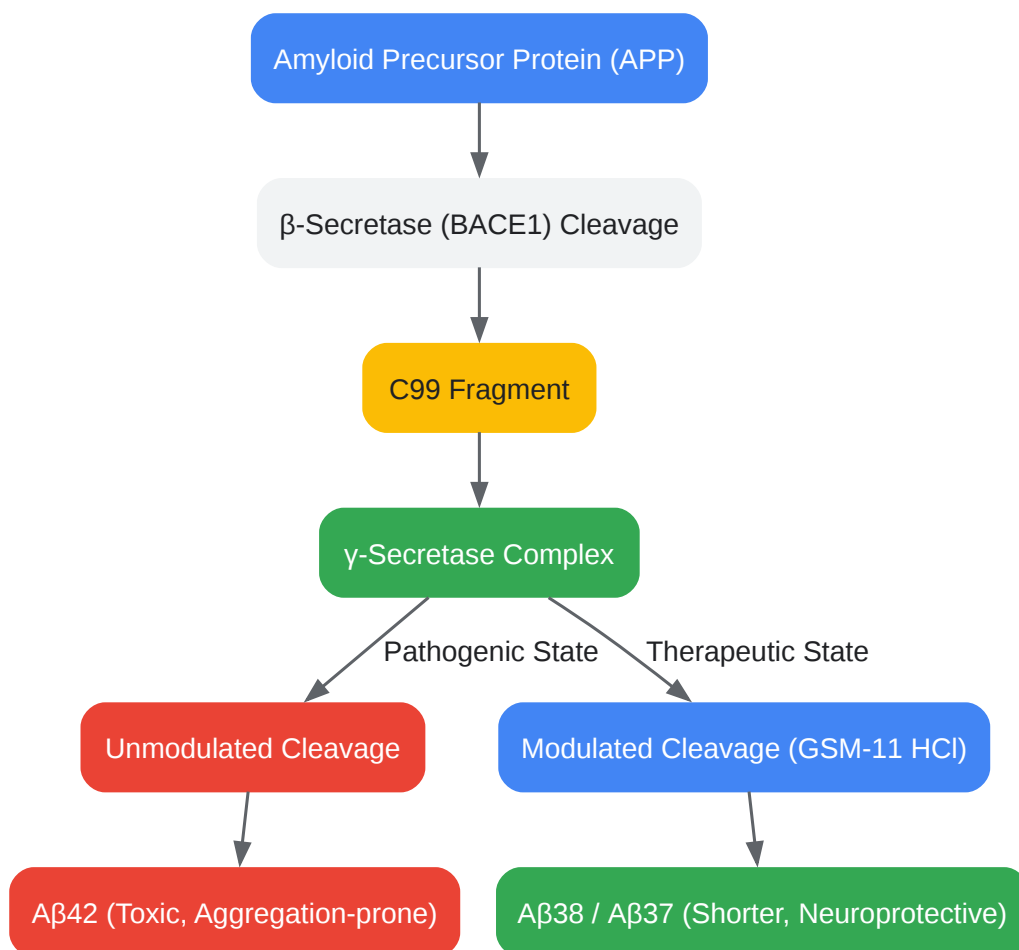 Amyloid Precursor Protein (APP)
β-Secretase (BACE1) Cleavage
C99 Fragment
γ-Secretase Complex
Pathogenic State
Therapeutic State
Unmodulated Cleavage
Modulated Cleavage (GSM-11 HCl)
Aβ42 (Toxic, Aggregation-prone)
Aβ38 / Aβ37 (Shorter, Neuroprotective)